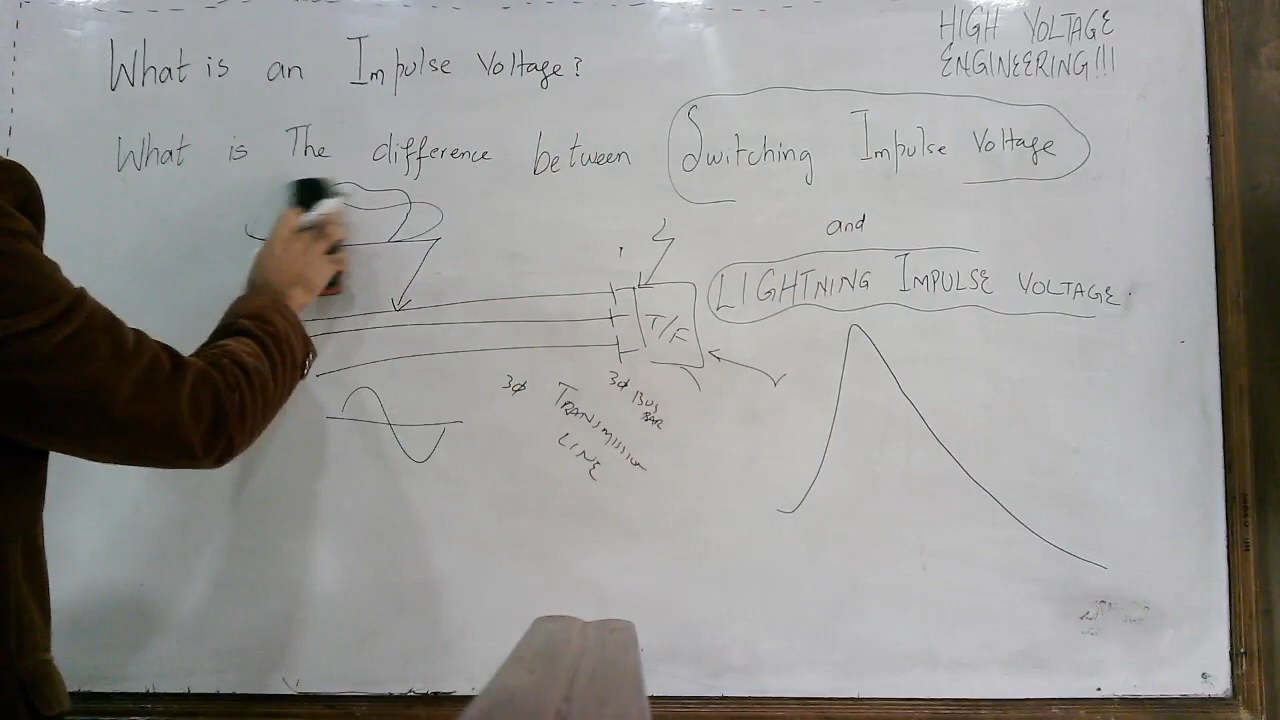 HIGH VOLTAGE
ENGINEERING!!!
What is an Impulse Voltage?
What is The difference between Switching Impulse Voltage
and
LIGHTNING IMPULSE VOLTAGE.
T/F
3φ
TRANSMISSION
LINE
3φ BUS
BAR